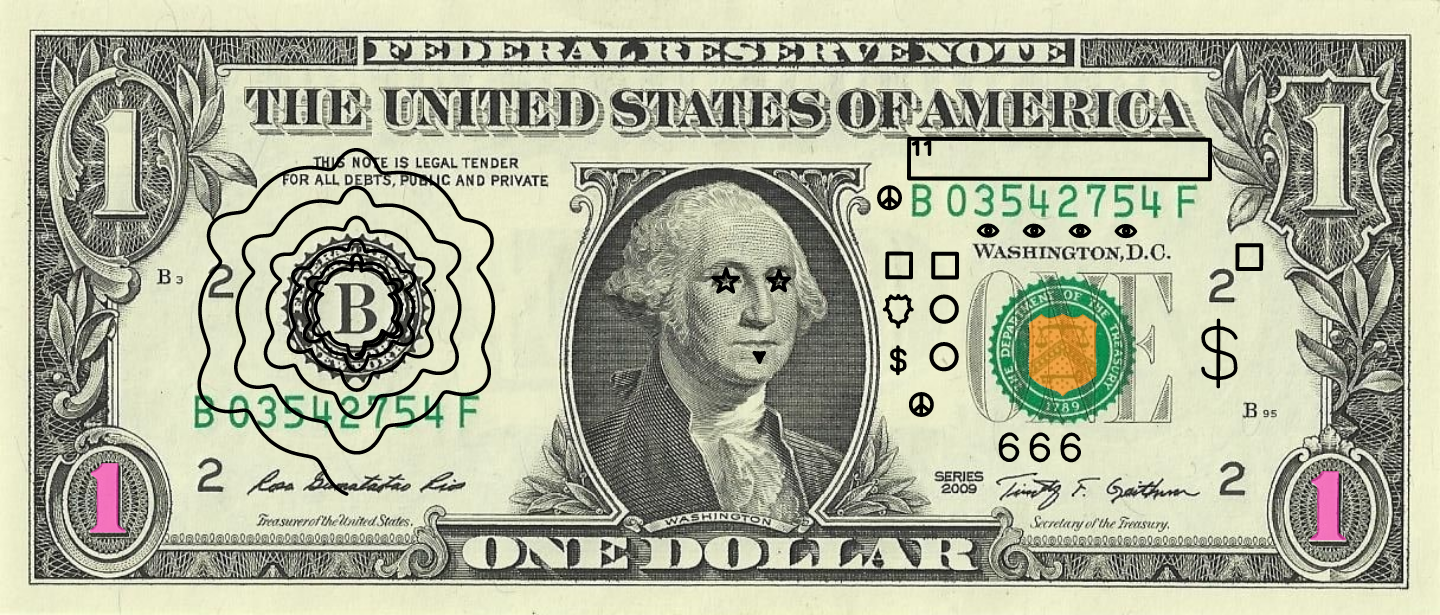 FEDERAL RESERVE NOTE
THE UNITED STATES OF AMERICA
1
1
THIS NOTE IS LEGAL TENDER
FOR ALL DEBTS, PUBLIC AND PRIVATE
11
B 03542754 F
WASHINGTON, D.C.
B 3
2
B
2
ONE
THE DEPARTMENT OF THE TREASURY
1789
$
$
B 03542754 F
B 95
666
2
Rosa Gumataotao Rios
SERIES
2009
Timothy F. Geithner
2
Treasurer of the United States.
WASHINGTON
Secretary of the Treasury.
1
1
ONE DOLLAR